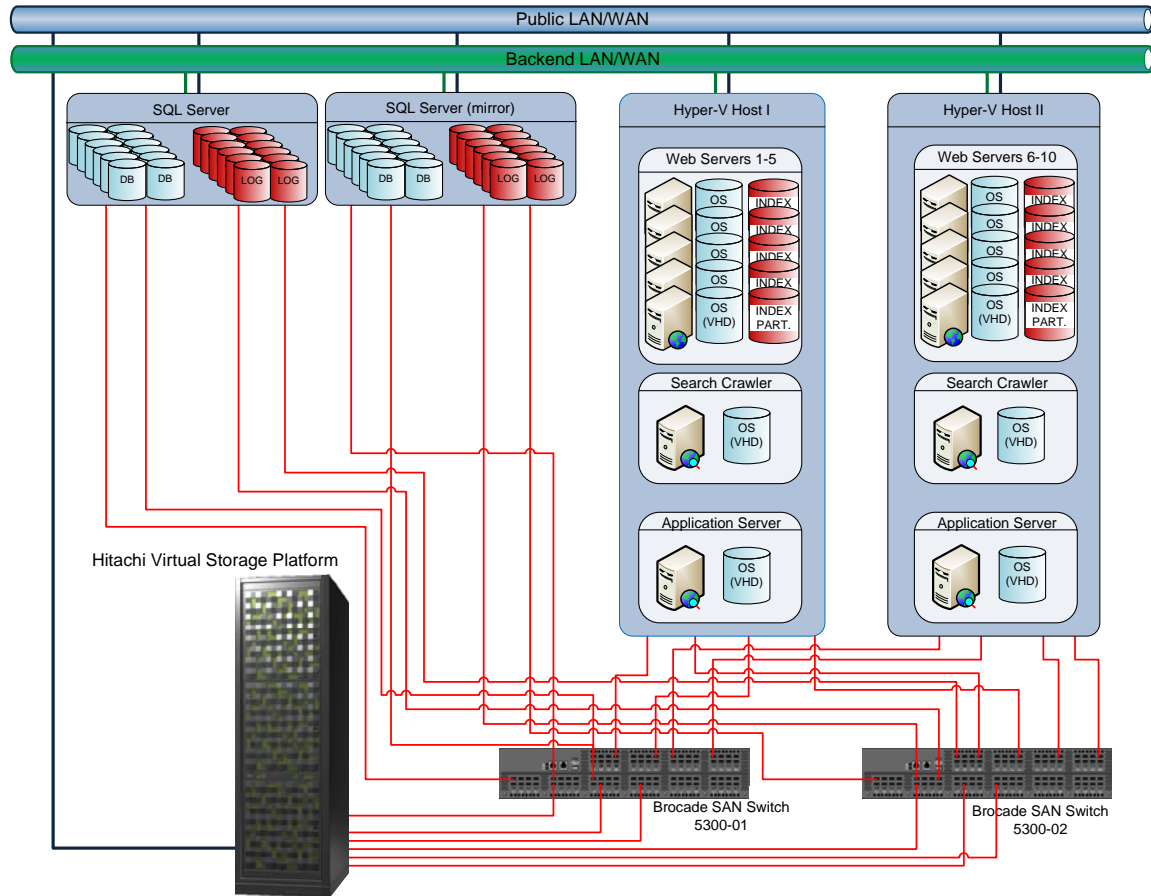 Public LAN/WAN
Backend LAN/WAN
SQL Server
DB
DB
LOG
LOG
SQL Server (mirror)
DB
DB
LOG
LOG
Hyper-V Host I
Web Servers 1-5
OS
INDEX
OS
INDEX
OS
INDEX
OS
INDEX
OS
(VHD)
INDEX
PART.
Search Crawler
OS
(VHD)
Application Server
OS
(VHD)
Hyper-V Host II
Web Servers 6-10
OS
INDEX
OS
INDEX
OS
INDEX
OS
INDEX
OS
(VHD)
INDEX
PART.
Search Crawler
OS
(VHD)
Application Server
OS
(VHD)
Hitachi Virtual Storage Platform
Brocade SAN Switch
5300-01
Brocade SAN Switch
5300-02